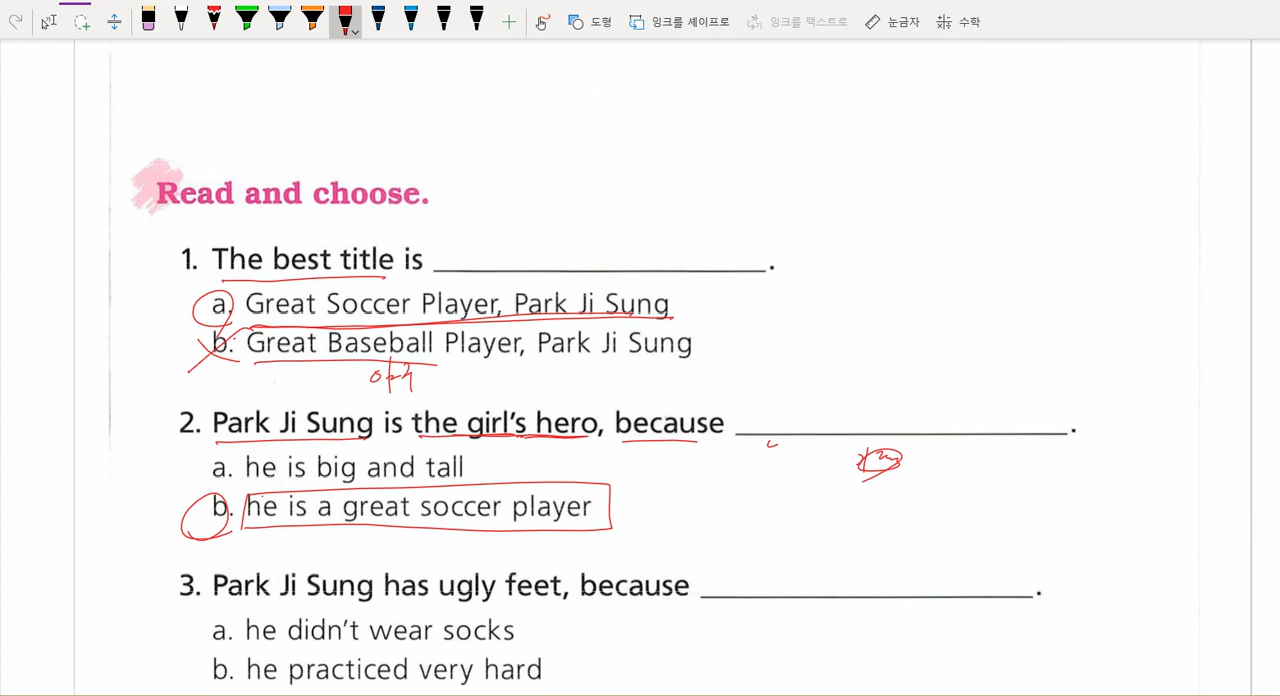 도형
잉크를 셰이프로
잉크를 텍스트로
눈금자
수학
Read and choose.
1. The best title is ______________________.
a. Great Soccer Player, Park Ji Sung
b. Great Baseball Player, Park Ji Sung
2. Park Ji Sung is the girl's hero, because ______________________.
a. he is big and tall
b. he is a great soccer player
3. Park Ji Sung has ugly feet, because ______________________.
a. he didn't wear socks
b. he practiced very hard